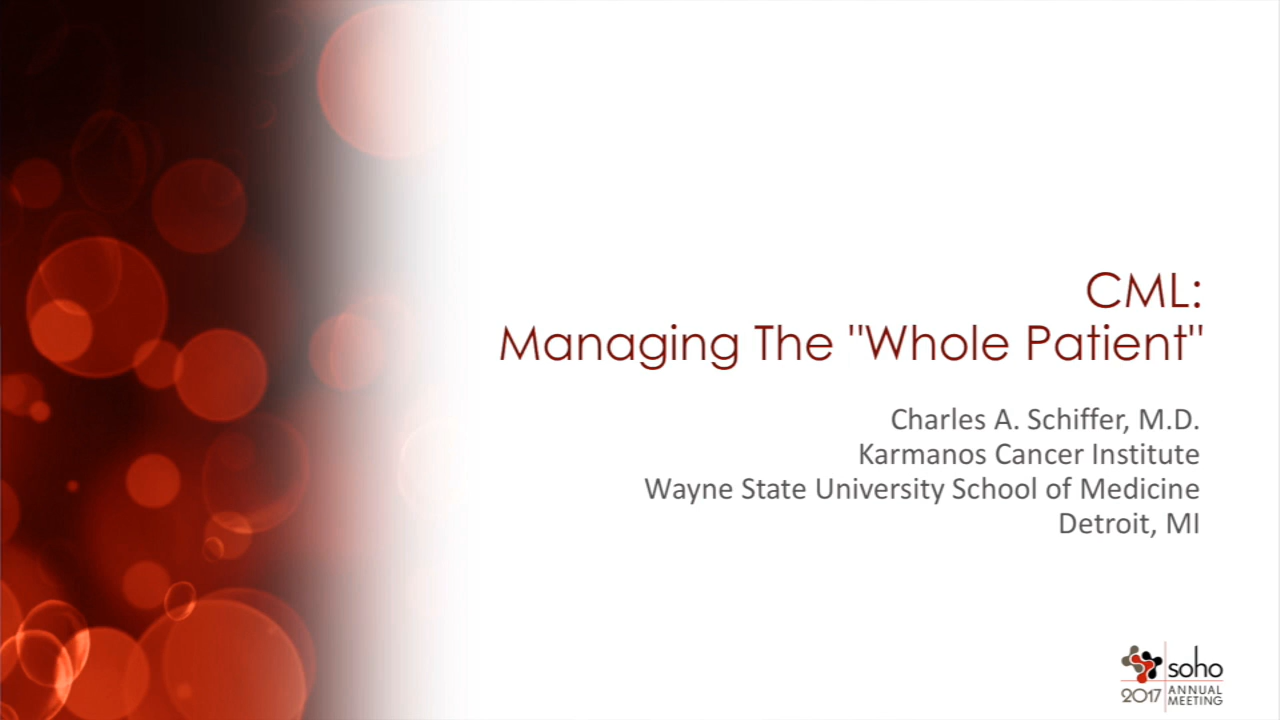 CML:
Managing The "Whole Patient"
Charles A. Schiffer, M.D.
Karmanos Cancer Institute
Wayne State University School of Medicine
Detroit, MI
soho
2017 ANNUAL
MEETING